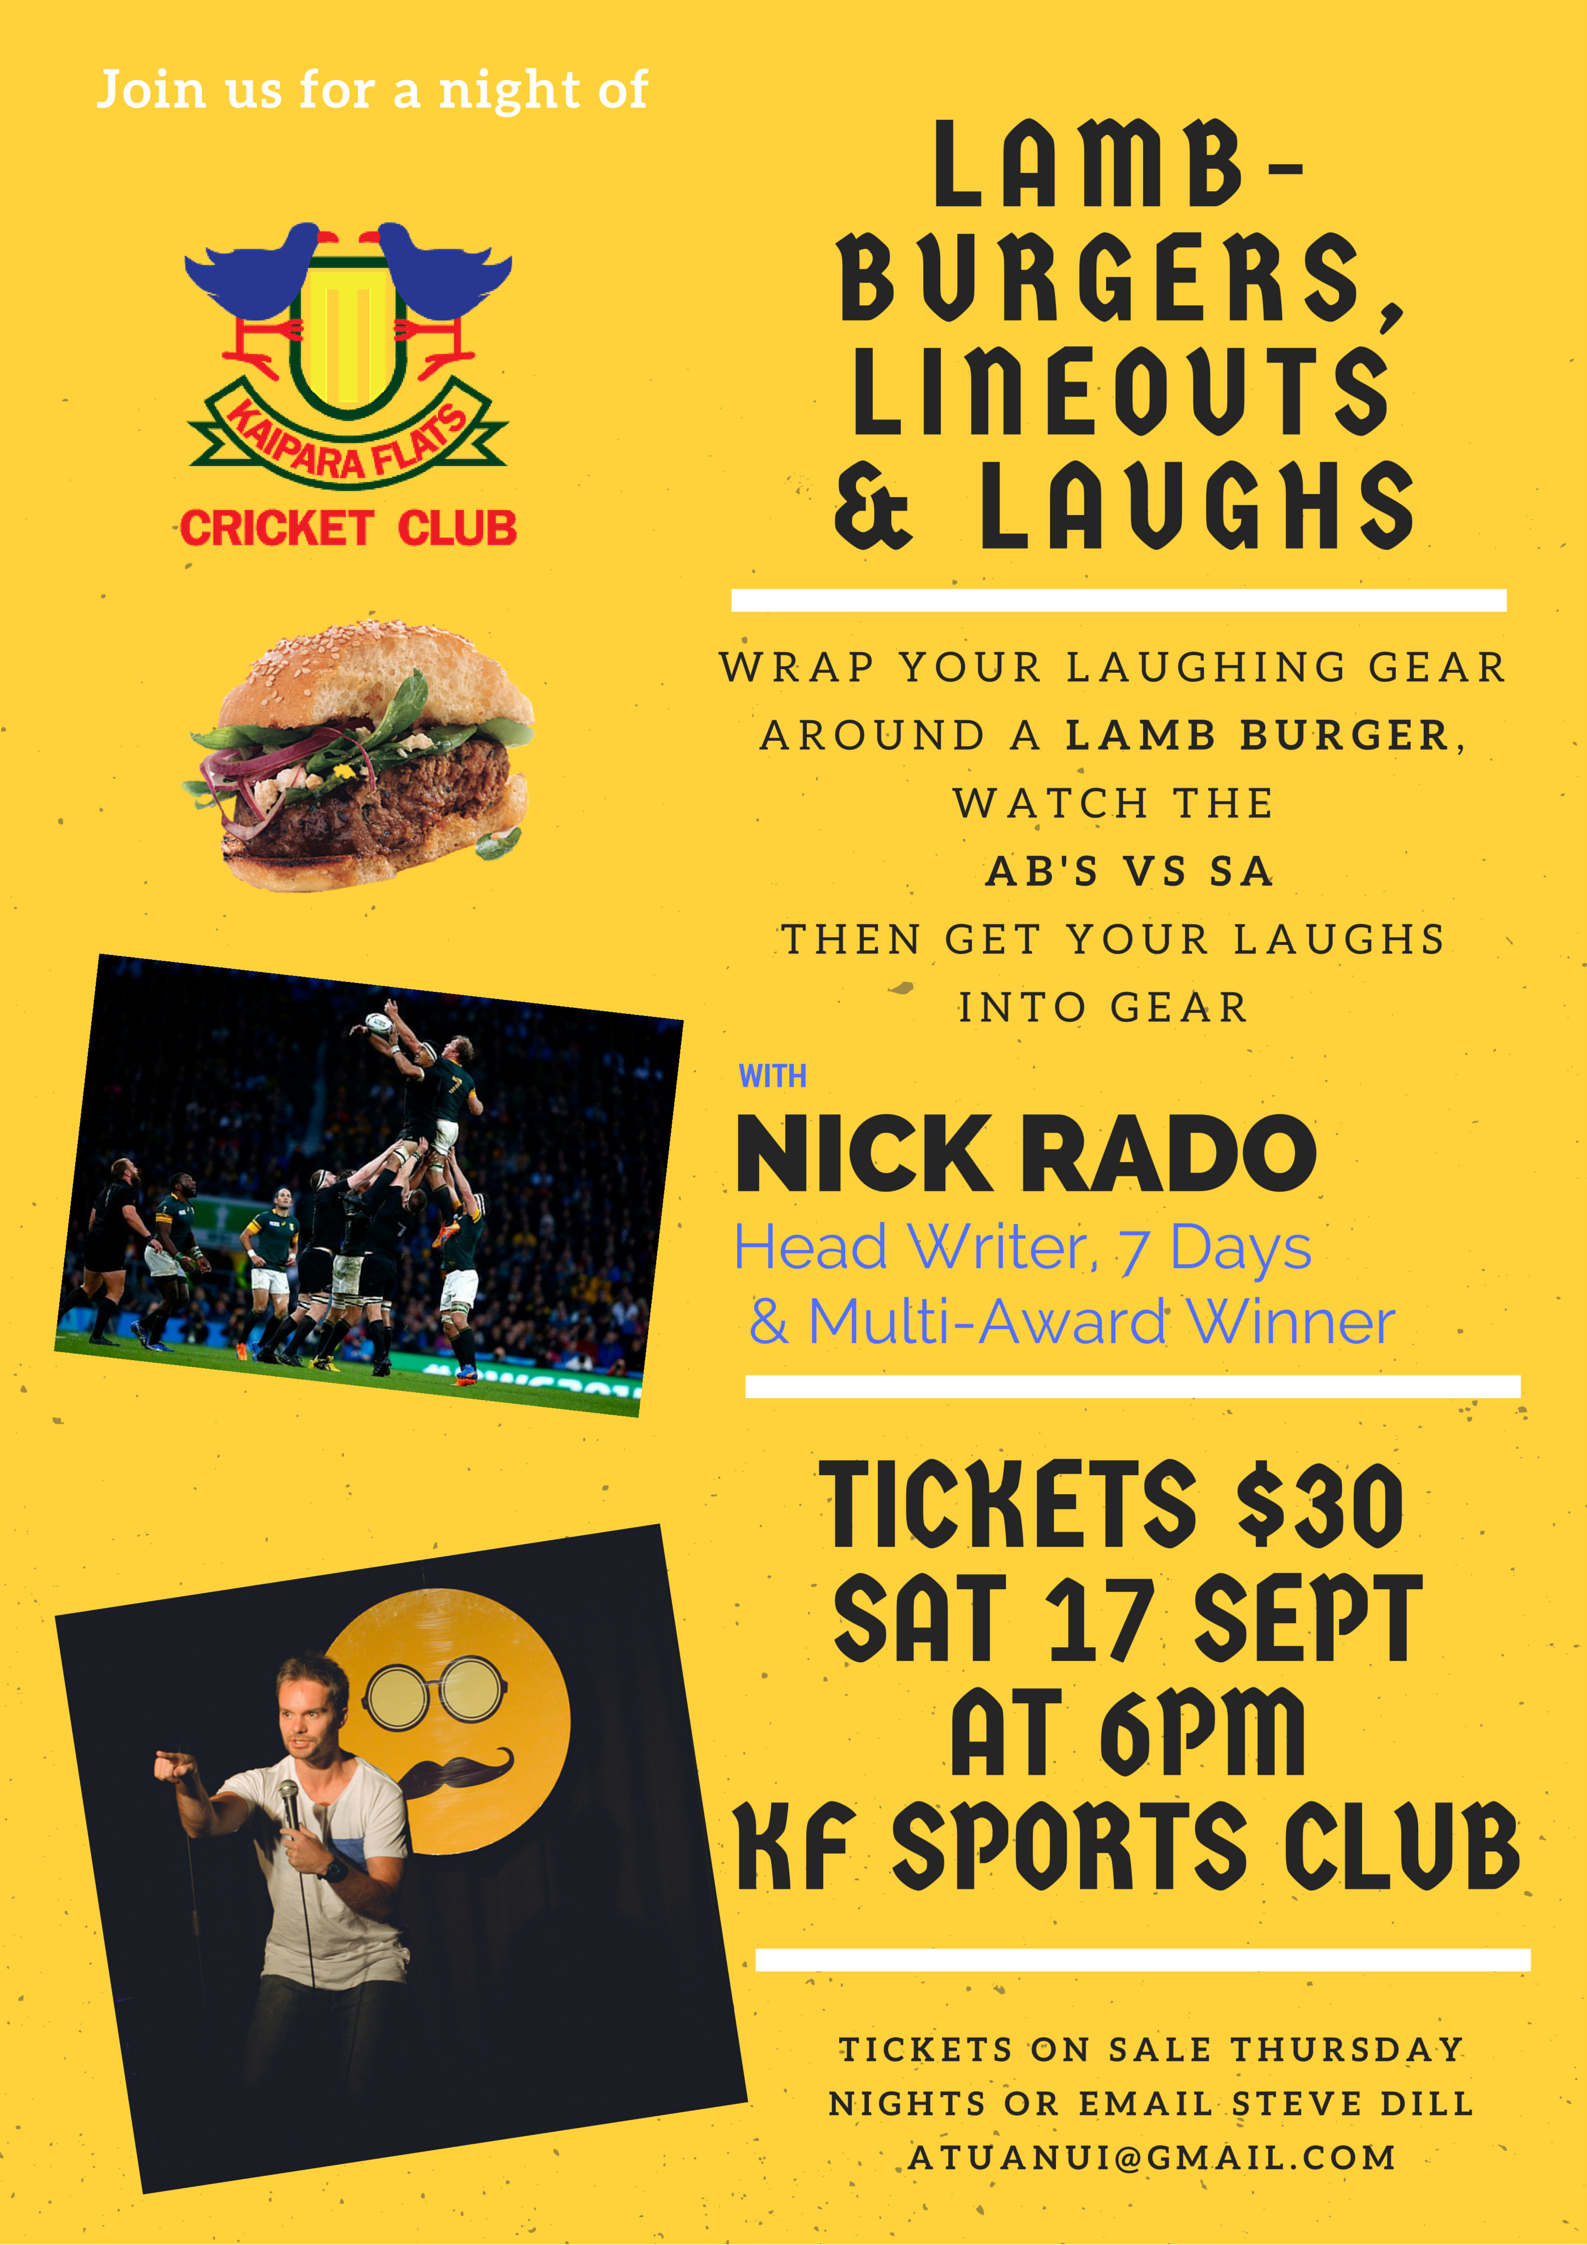 Join us for a night of
LAMB-
BURGERS,
LINEOUTS
& LAUGHS
KAIPARA FLATS
CRICKET CLUB
WRAP YOUR LAUGHING GEAR
AROUND A LAMB BURGER,
WATCH THE
AB'S VS SA
THEN GET YOUR LAUGHS
INTO GEAR
WITH
NICK RADO
Head Writer, 7 Days
& Multi-Award Winner
TICKETS $30
SAT 17 SEPT
AT 6PM
KF SPORTS CLUB
TICKETS ON SALE THURSDAY
NIGHTS OR EMAIL STEVE DILL
ATUANUI@GMAIL.COM